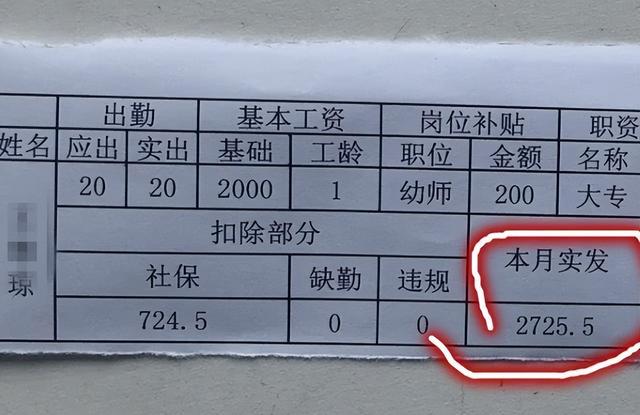 出勤 基本工资 岗位补贴 职资
姓名 应出 实出 基础 工龄 职位 金额 名称
20 20 2000 1 幼师 200 大专
扣除部分 本月实发
琼 社保 缺勤 违规
724.5 0 0 2725.5